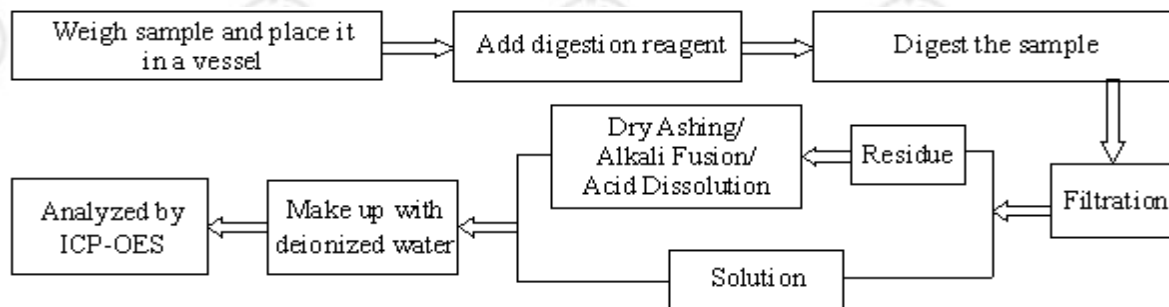 Weigh sample and place it
in a vessel
Add digestion reagent
Digest the sample
Dry Ashing/
Alkali Fusion/
Acid Dissolution
Residue
Filtration
Analyzed by
ICP-OES
Make up with
deionized water
Solution